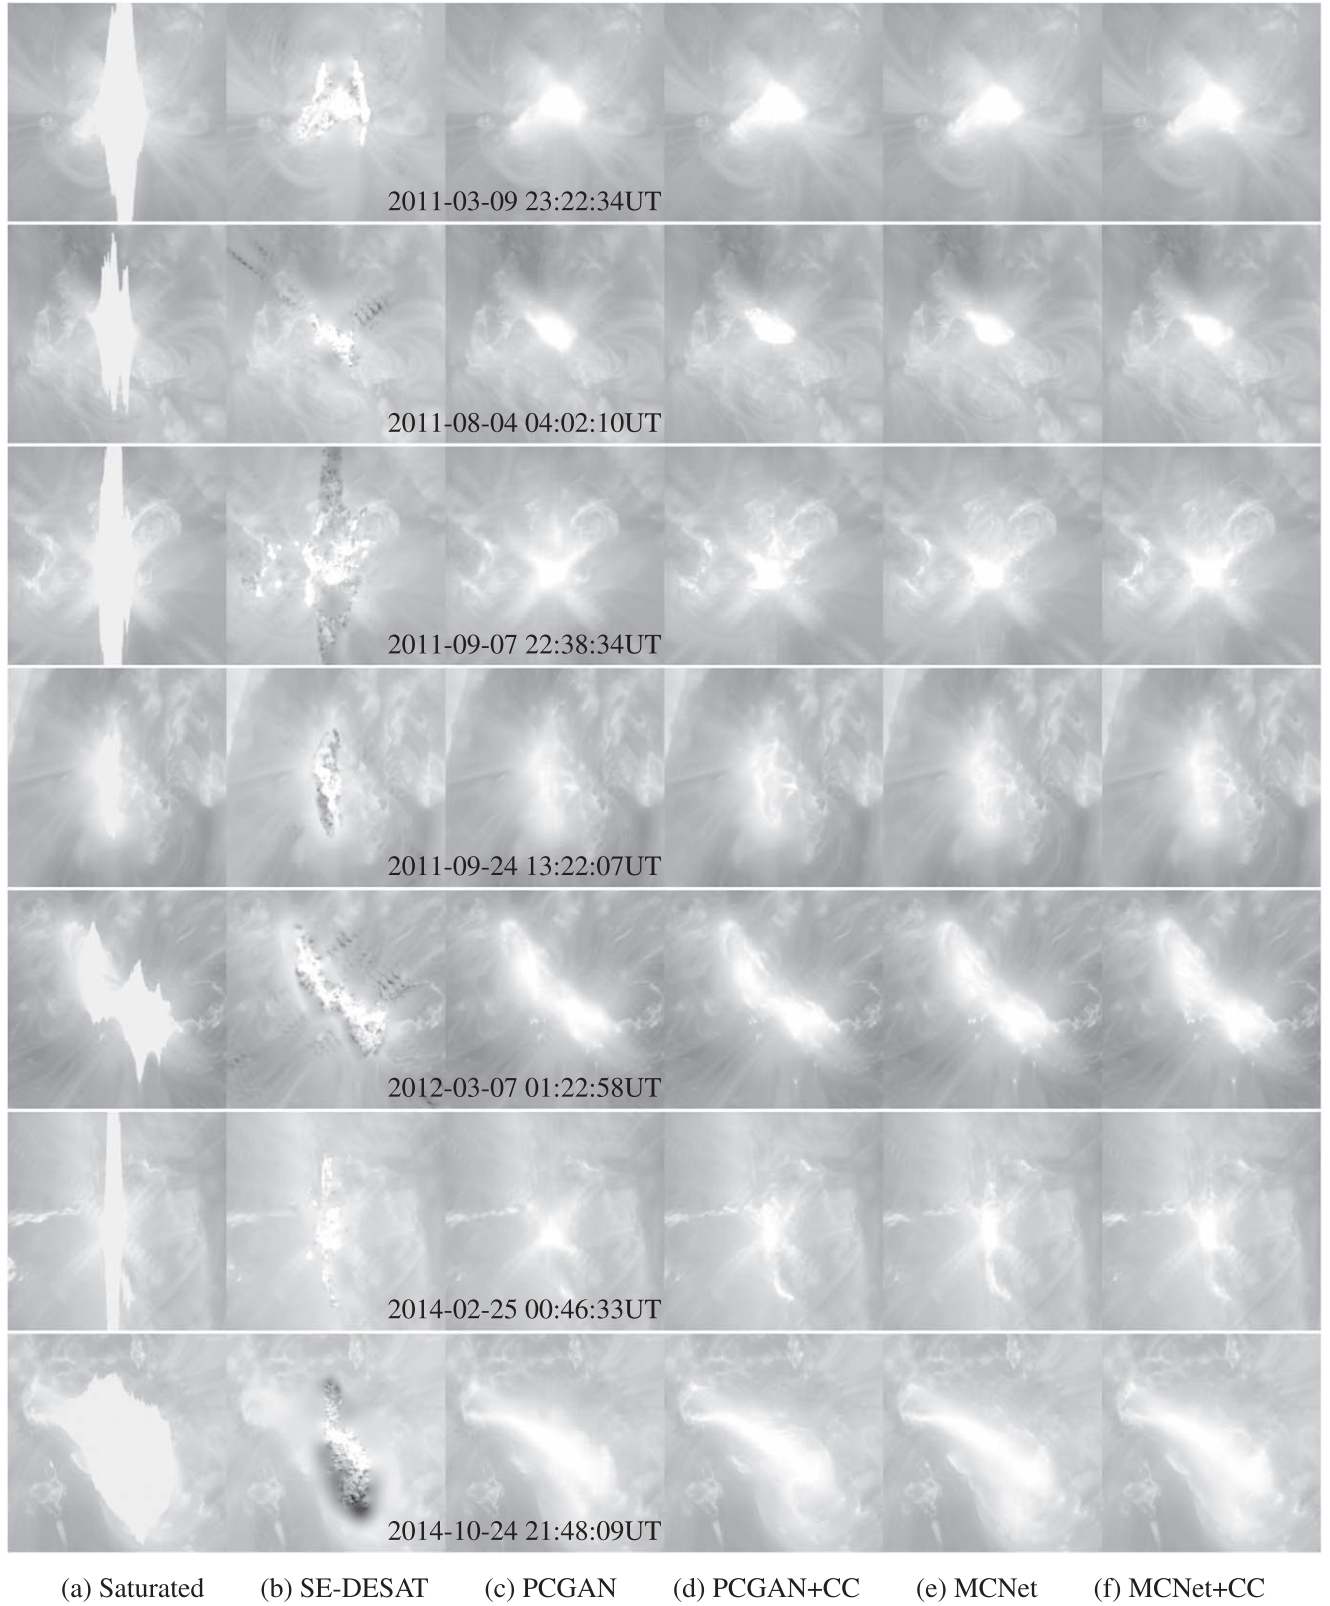 2011-03-09 23:22:34UT
2011-08-04 04:02:10UT
2011-09-07 22:38:34UT
2011-09-24 13:22:07UT
2012-03-07 01:22:58UT
2014-02-25 00:46:33UT
2014-10-24 21:48:09UT
(a) Saturated (b) SE-DESAT (c) PCGAN (d) PCGAN+CC (e) MCNet (f) MCNet+CC